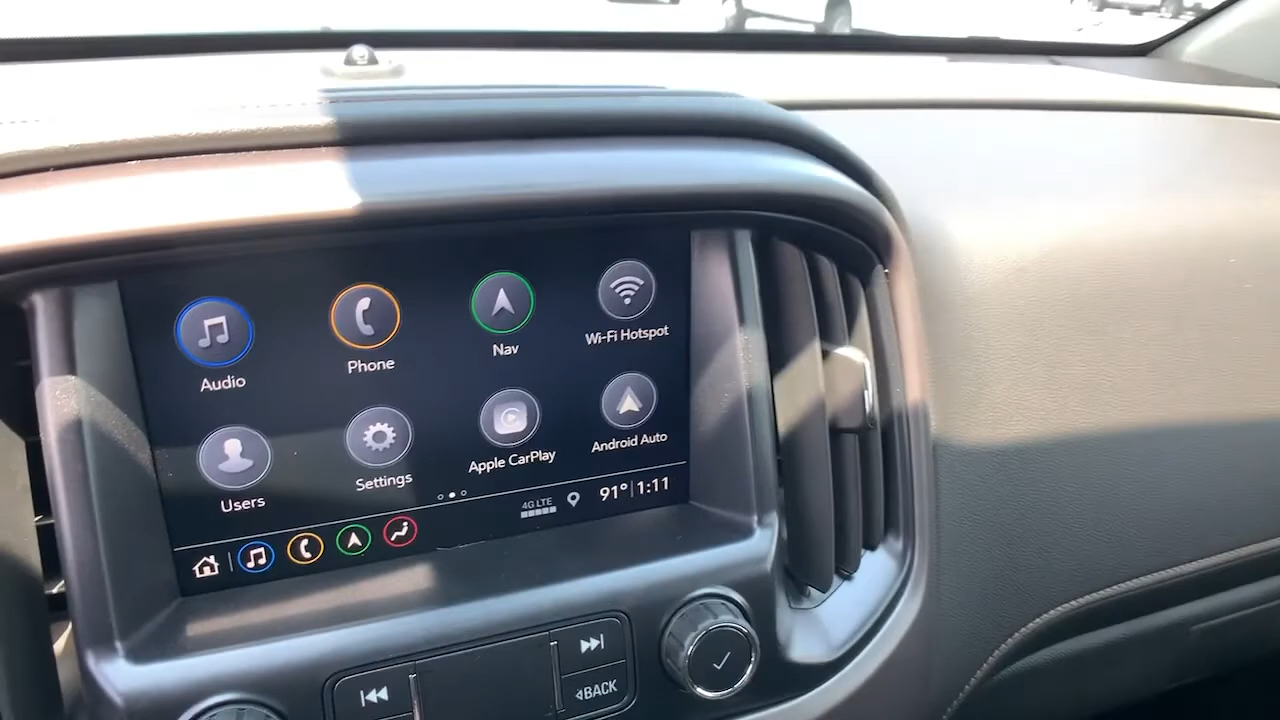 Audio
Phone
Nav
Wi-Fi Hotspot
Users
Settings
Apple CarPlay
Android Auto
4G LTE
91° 1:11
BACK